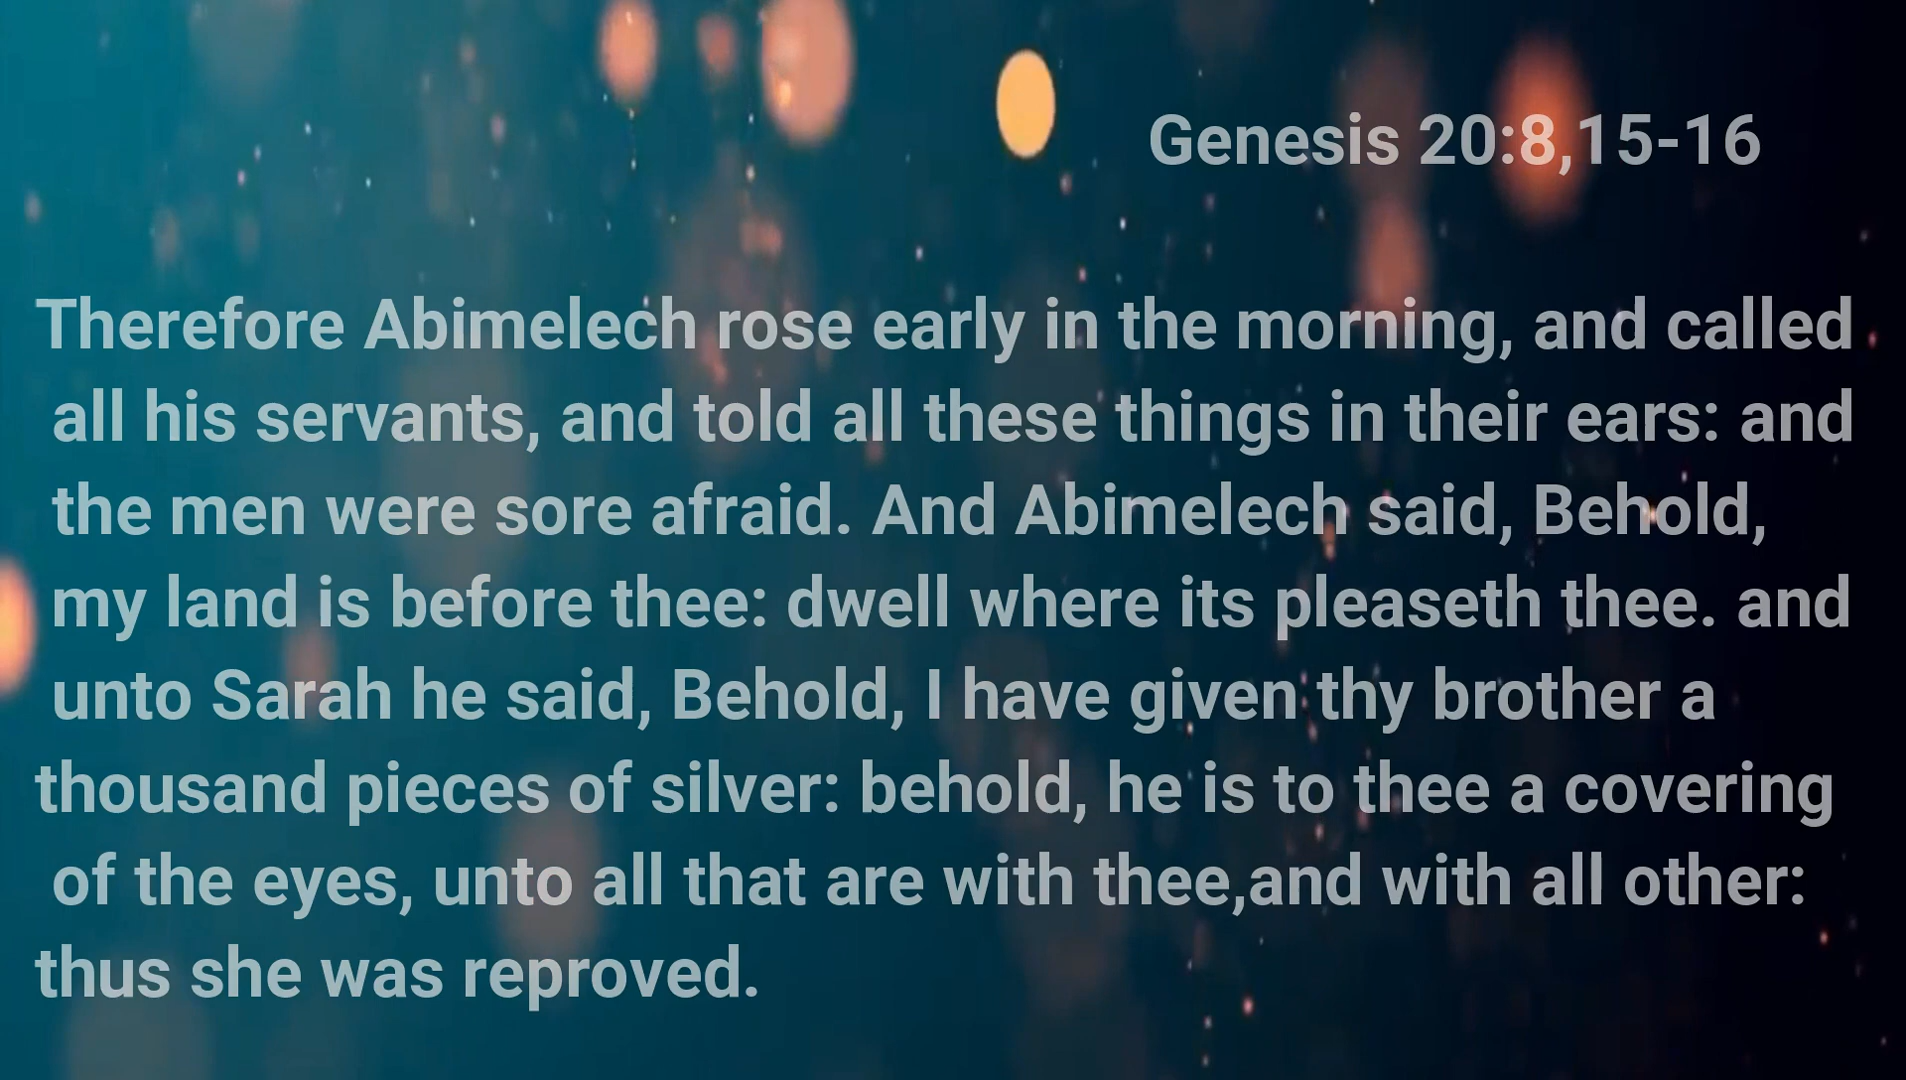 Genesis 20:8,15-16
Therefore Abimelech rose early in the morning, and called
all his servants, and told all these things in their ears: and
the men were sore afraid. And Abimelech said, Behold,
my land is before thee: dwell where its pleaseth thee. and
unto Sarah he said, Behold, I have given thy brother a
thousand pieces of silver: behold, he is to thee a covering
of the eyes, unto all that are with thee,and with all other:
thus she was reproved.